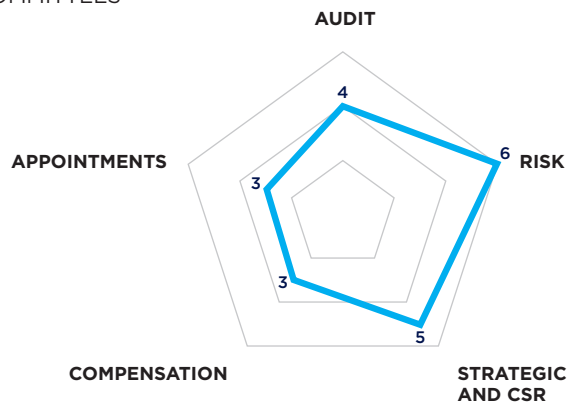 AUDIT
4
6
RISK
APPOINTMENTS
3
3
5
COMPENSATION
STRATEGIC
AND CSR